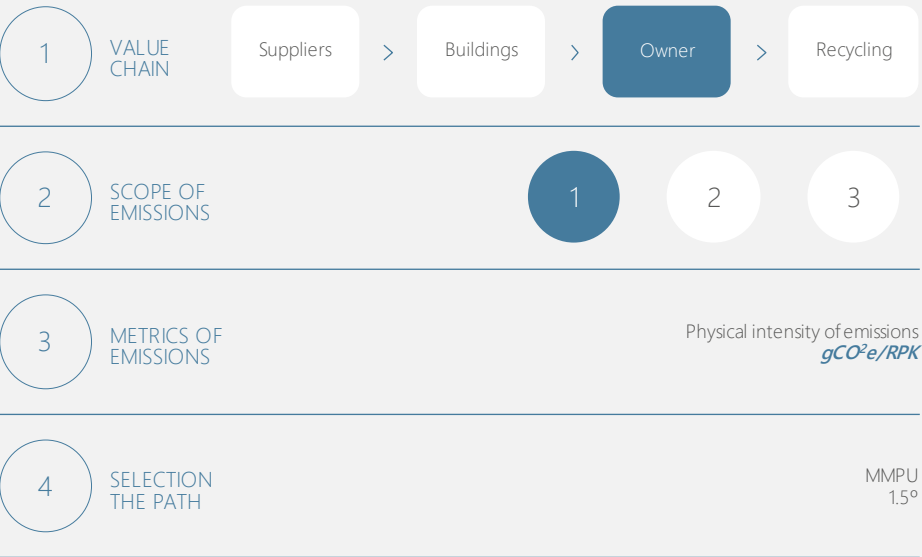 1
VALUE
CHAIN
Suppliers > Buildings > Owner > Recycling
2
SCOPE OF
EMISSIONS
1 2 3
3
METRICS OF
EMISSIONS
Physical intensity of emissions
gCO²e/RPK
4
SELECTION
THE PATH
MMPU
1.5º